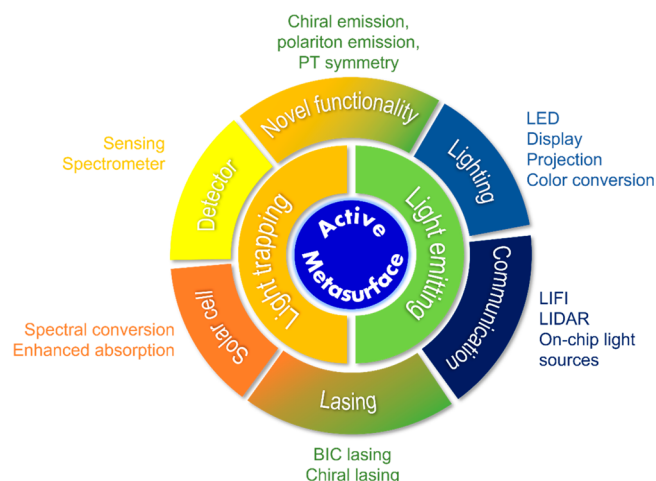 Chiral emission,
polariton emission,
PT symmetry
Novel functionality
Sensing
Spectrometer
Detector
Lighting
LED
Display
Projection
Color conversion
Light trapping
Active
Metasurface
Light emitting
Spectral conversion
Enhanced absorption
Solar cell
Communication
LIFI
LIDAR
On-chip light
sources
Lasing
BIC lasing
Chiral lasing